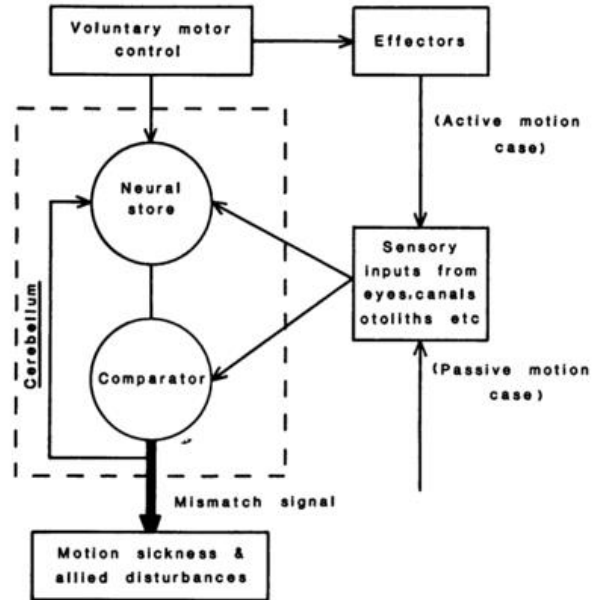 Voluntary motor
control
Effectors
(Active motion
case)
Neural
store
Sensory
inputs from
eyes,canals
otoliths etc
Cerebellum
Comparator
(Passive motion
case)
Mismatch signal
Motion sickness &
allied disturbances